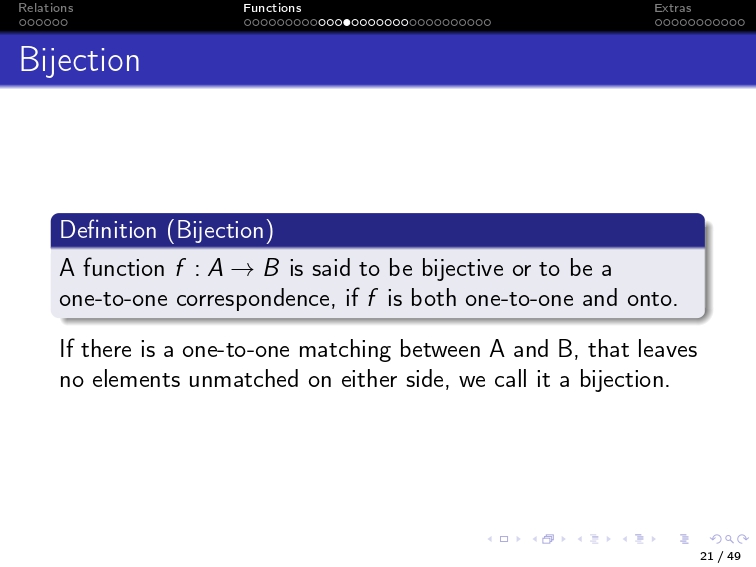 Relations Functions Extras
Bijection
Definition (Bijection)
A function f : A → B is said to be bijective or to be a
one-to-one correspondence, if f is both one-to-one and onto.
If there is a one-to-one matching between A and B, that leaves
no elements unmatched on either side, we call it a bijection.
21 / 49